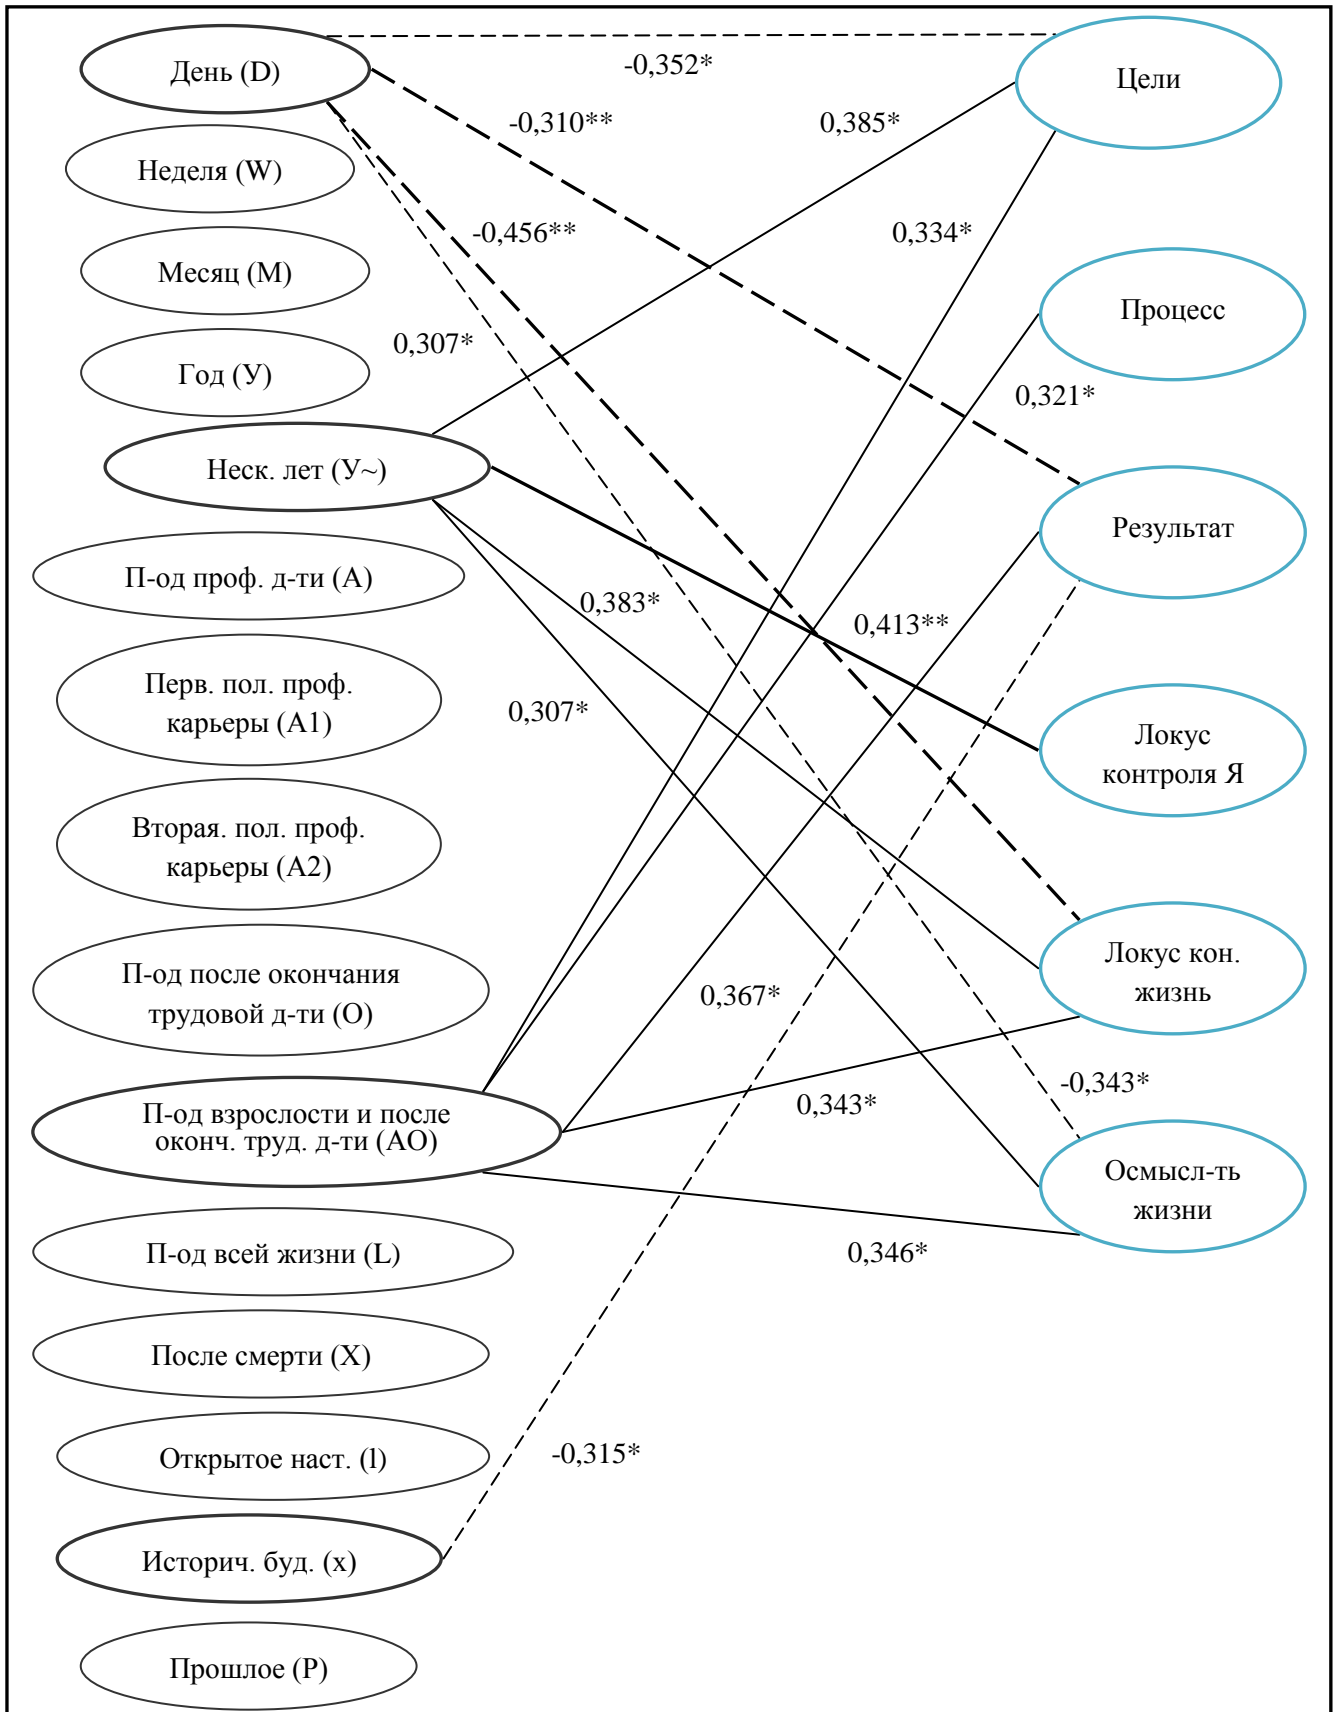 День (D)
-0,352*
Цели
-0,310**
0,385*
Неделя (W)
-0,456**
0,334*
Месяц (М)
Процесс
0,307*
Год (У)
0,321*
Неск. лет (У~)
Результат
П-од проф. д-ти (А)
0,383*
0,413**
Перв. пол. проф.
карьеры (А1)
0,307*
Локус
контроля Я
Вторая. пол. проф.
карьеры (А2)
П-од после окончания
трудовой д-ти (О)
0,367*
Локус кон.
жизнь
-0,343*
0,343*
П-од взрослости и после
оконч. труд. д-ти (АО)
Осмысл-ть
жизни
П-од всей жизни (L)
0,346*
После смерти (Х)
Открытое наст. (l)
-0,315*
Историч. буд. (х)
Прошлое (Р)